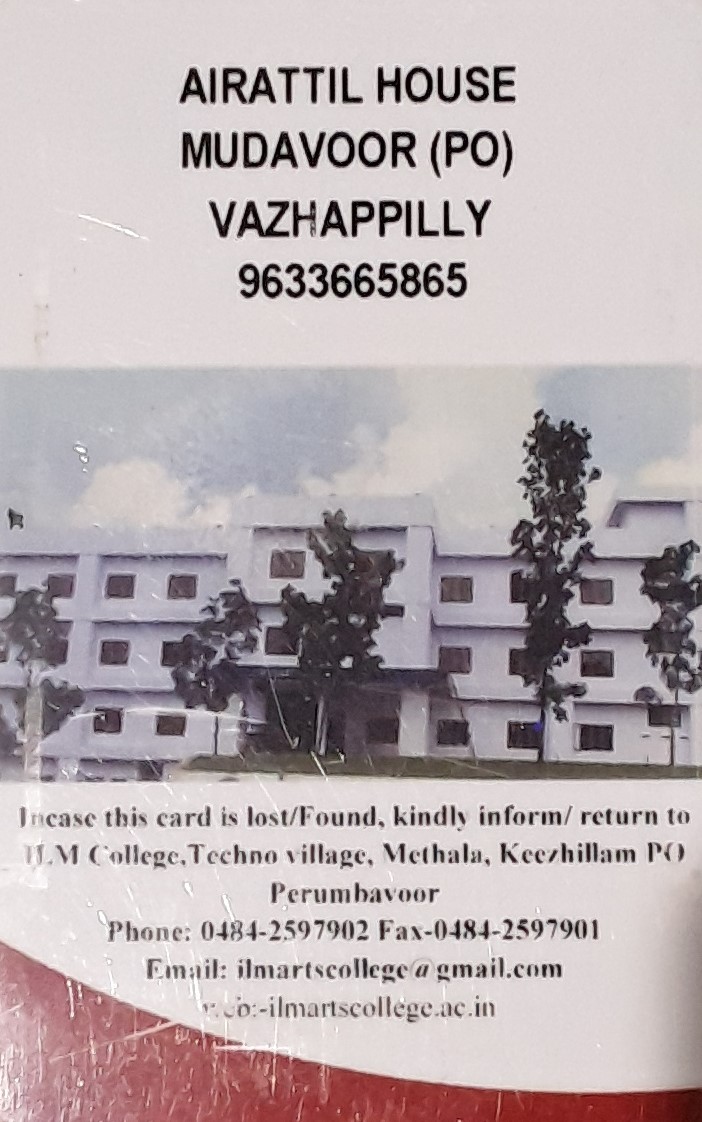 AIRATTIL HOUSE
MUDAVOOR (PO)
VAZHAPPILLY
9633665865
Incase this card is lost/Found, kindly inform/ return to
ILM College,Techno village, Methala, Keezhillam PO
Perumbavoor
Phone: 0484-2597902 Fax-0484-2597901
Email: ilmartscollege@gmail.com
web:-ilmartscollege.ac.in